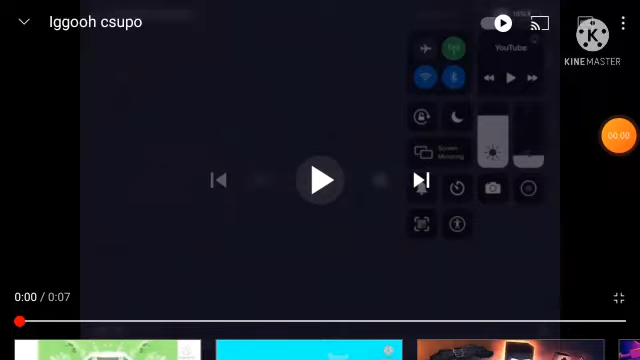 Iggooh csupo
YouTube
K
KINEMASTER
00:00
Screen
Mirroring
0:00 / 0:07